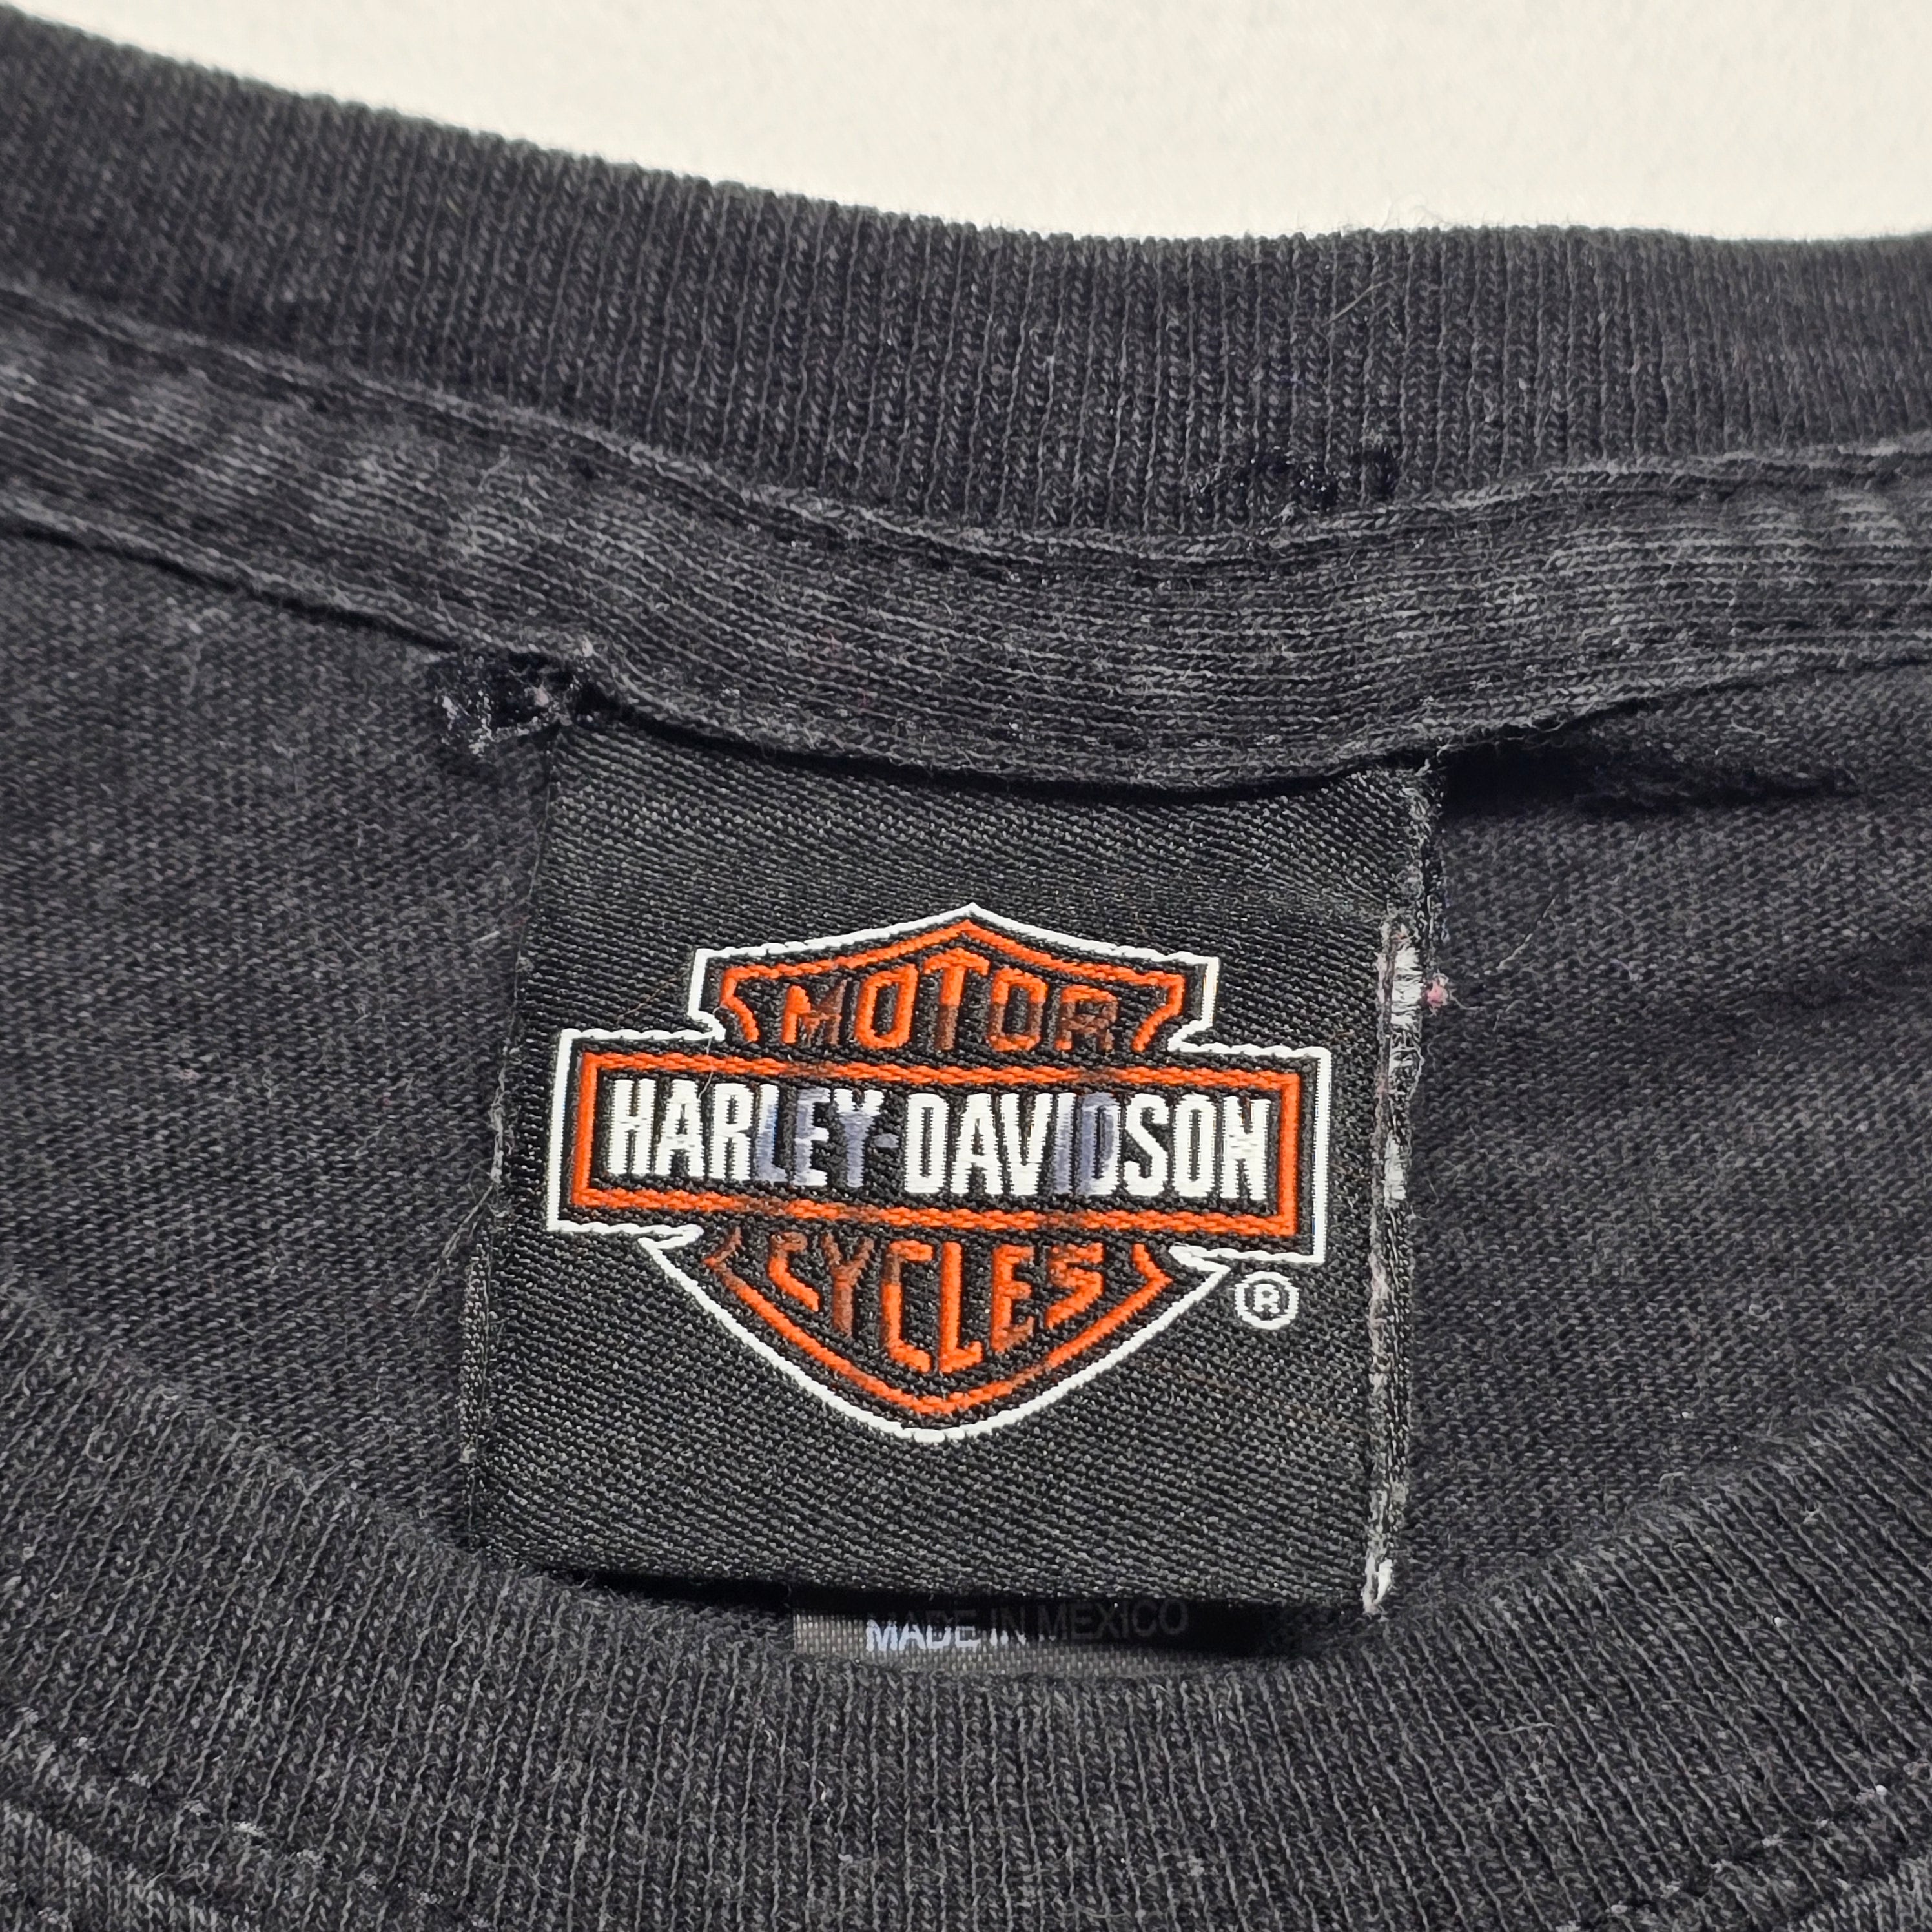 MOTOR
HARLEY-DAVIDSON
CYCLES
®
MADE IN MEXICO